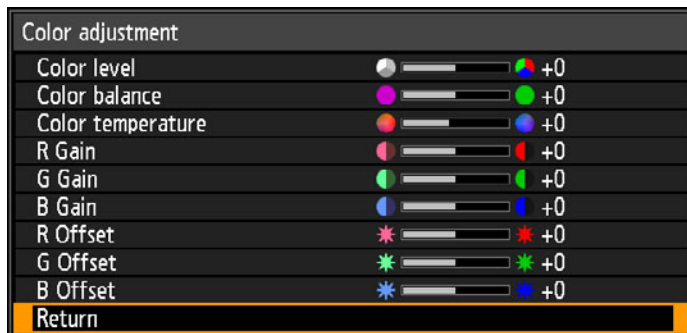 Color adjustment
Color level +0
Color balance +0
Color temperature +0
R Gain +0
G Gain +0
B Gain +0
R Offset +0
G Offset +0
B Offset +0
Return